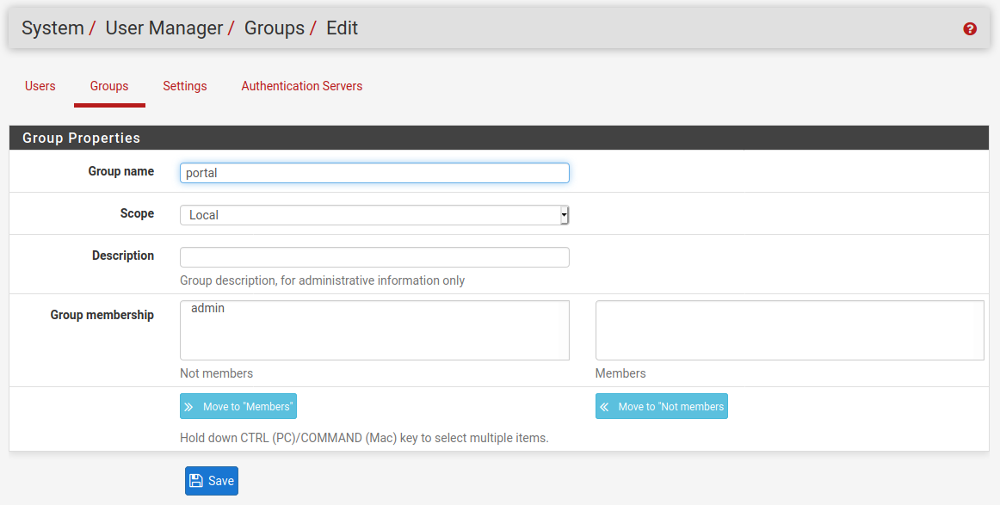 System / User Manager / Groups / Edit
Users Groups Settings Authentication Servers
Group Properties
Group name portal
Scope Local
Description
Group description, for administrative information only
Group membership admin
Not members Members
Move to "Members" Move to "Not members
Hold down CTRL (PC)/COMMAND (Mac) key to select multiple items.
Save